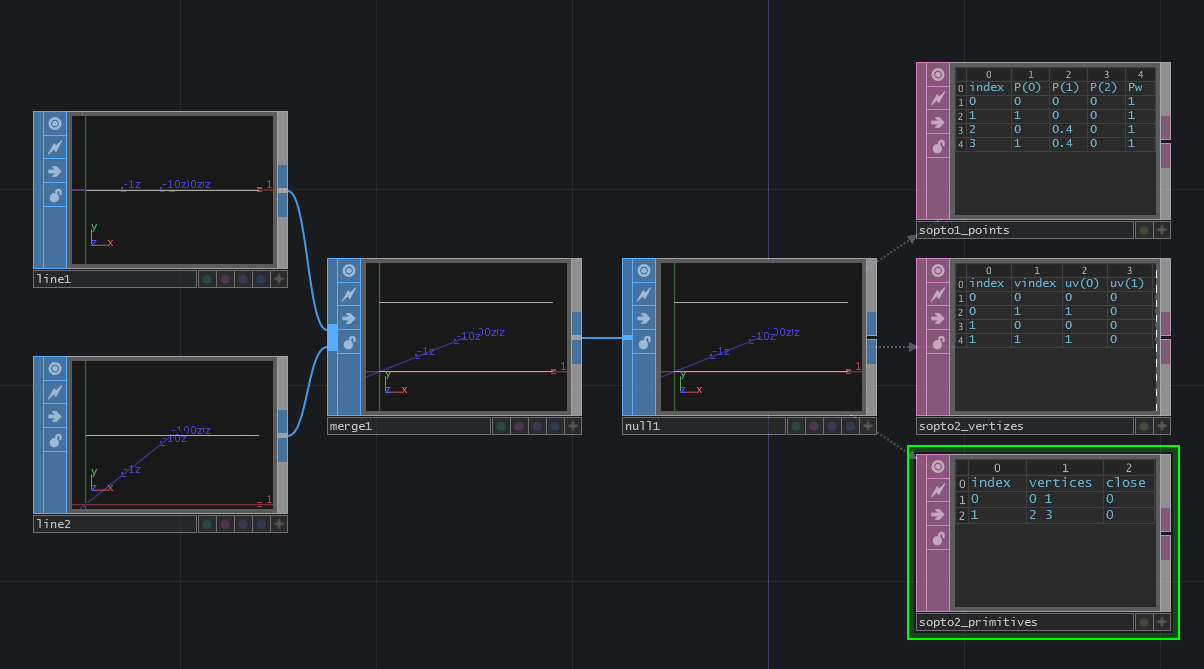 0 1 2 3 4
0 index P(0) P(1) P(2) Pw
1 0 0 0 0 1
2 1 1 0 0 1
3 2 0 0.4 0 1
4 3 1 0.4 0 1
sopto1_points
-1z -10z 1
y
z x
line1
0 1 2 3
0 index vindex uv(0) uv(1)
1 0 0 0 0
2 0 1 1 0
3 1 0 0 0
4 1 1 1 0
sopto2_vertizes
-10z
-1z
1
y
z x
merge1
-10z
-1z
1
y
z x
null1
-10z
-1z
y
z x
1
line2
0 1 2
0 index vertices close
1 0 0 1 0
2 1 2 3 0
sopto2_primitives